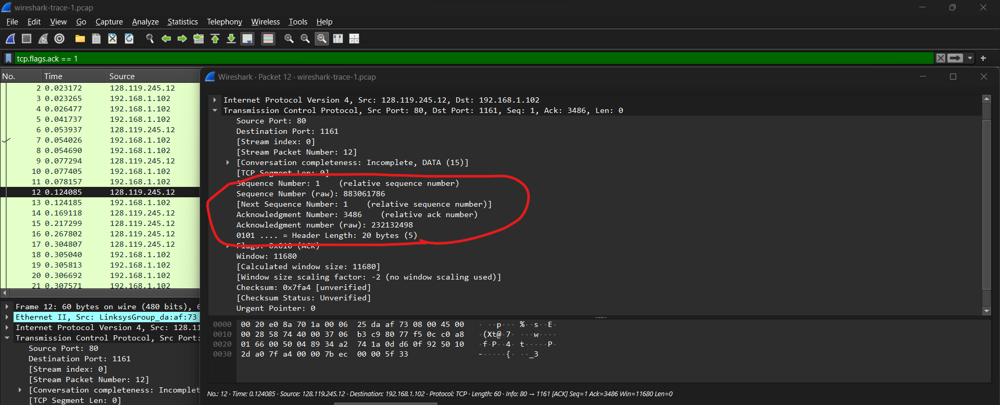 wireshark-trace-1.pcap
File Edit View Go Capture Analyze Statistics Telephony Wireless Tools Help
tcp.flags.ack == 1
No. Time Source
2 0.023172 128.119.245.12
3 0.023265 192.168.1.102
4 0.026477 192.168.1.102
5 0.041737 192.168.1.102
6 0.053937 128.119.245.12
7 0.054026 192.168.1.102
8 0.054690 192.168.1.102
9 0.077294 128.119.245.12
10 0.077405 192.168.1.102
11 0.078157 192.168.1.102
12 0.124085 128.119.245.12
13 0.124185 192.168.1.102
14 0.169118 128.119.245.12
15 0.217299 128.119.245.12
16 0.267802 128.119.245.12
17 0.304807 128.119.245.12
18 0.305040 192.168.1.102
19 0.305813 192.168.1.102
20 0.306692 192.168.1.102
21 0.307571 192.168.1.102
Frame 12: 60 bytes on wire (480 bits), 6
Ethernet II, Src: LinksysGroup_da:af:73
Internet Protocol Version 4, Src: 128.11
Transmission Control Protocol, Src Port:
Source Port: 80
Destination Port: 1161
[Stream index: 0]
[Stream Packet Number: 12]
[Conversation completeness: Incomplet
[TCP Segment Len: 0]
Wireshark · Packet 12 · wireshark-trace-1.pcap
Internet Protocol Version 4, Src: 128.119.245.12, Dst: 192.168.1.102
Transmission Control Protocol, Src Port: 80, Dst Port: 1161, Seq: 1, Ack: 3486, Len: 0
Source Port: 80
Destination Port: 1161
[Stream index: 0]
[Stream Packet Number: 12]
[Conversation completeness: Incomplete, DATA (15)]
[TCP Segment Len: 0]
Sequence Number: 1 (relative sequence number)
Sequence Number (raw): 883061786
[Next Sequence Number: 1 (relative sequence number)]
Acknowledgment Number: 3486 (relative ack number)
Acknowledgment number (raw): 232132498
0101 .... = Header Length: 20 bytes (5)
Flags: 0x010 (ACK)
Window: 11680
[Calculated window size: 11680]
[Window size scaling factor: -2 (no window scaling used)]
Checksum: 0x7fa4 [unverified]
[Checksum Status: Unverified]
Urgent Pointer: 0
0000 00 20 e0 8a 70 1a 00 06 25 da af 73 08 00 45 00 · ··p··· %··s··E·
0010 00 28 58 74 40 00 37 06 b3 c9 80 77 f5 0c c0 a8 ·(Xt@·7· ···w····
0020 01 66 00 50 04 89 34 a2 74 1a 0d d6 0f 92 50 10 ·f·P··4· t·····P·
0030 2d a0 7f a4 00 00 7b ec 00 00 5f 33 -·····{· ··_3
No.: 12 · Time: 0.124085 · Source: 128.119.245.12 · Destination: 192.168.1.102 · Protocol: TCP · Length: 60 · Info: 80 → 1161 [ACK] Seq=1 Ack=3486 Win=11680 Len=0